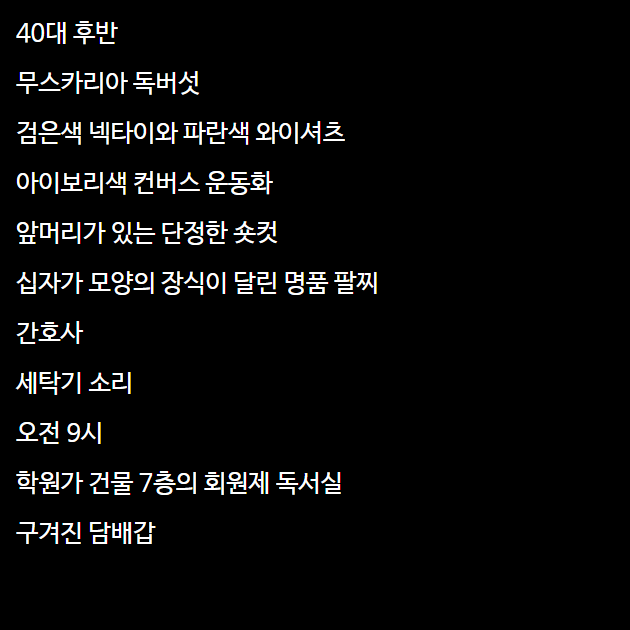 40대 후반
무스카리아 독버섯
검은색 넥타이와 파란색 와이셔츠
아이보리색 컨버스 운동화
앞머리가 있는 단정한 숏컷
십자가 모양의 장식이 달린 명품 팔찌
간호사
세탁기 소리
오전 9시
학원가 건물 7층의 회원제 독서실
구겨진 담배갑